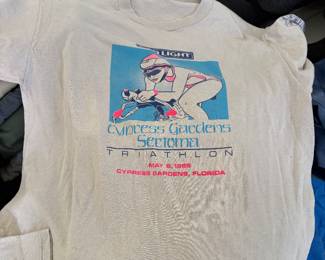 LIGHT
Cypress Gardens
Sertoma
TRIATHLON
CYPRESS GARDENS, FLORIDA